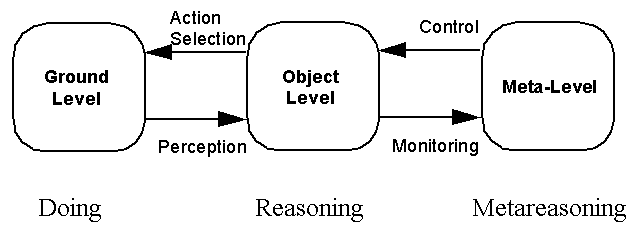 Action
Selection
Control
Ground
Level
Object
Level
Meta-Level
Perception
Monitoring
Doing
Reasoning
Metareasoning